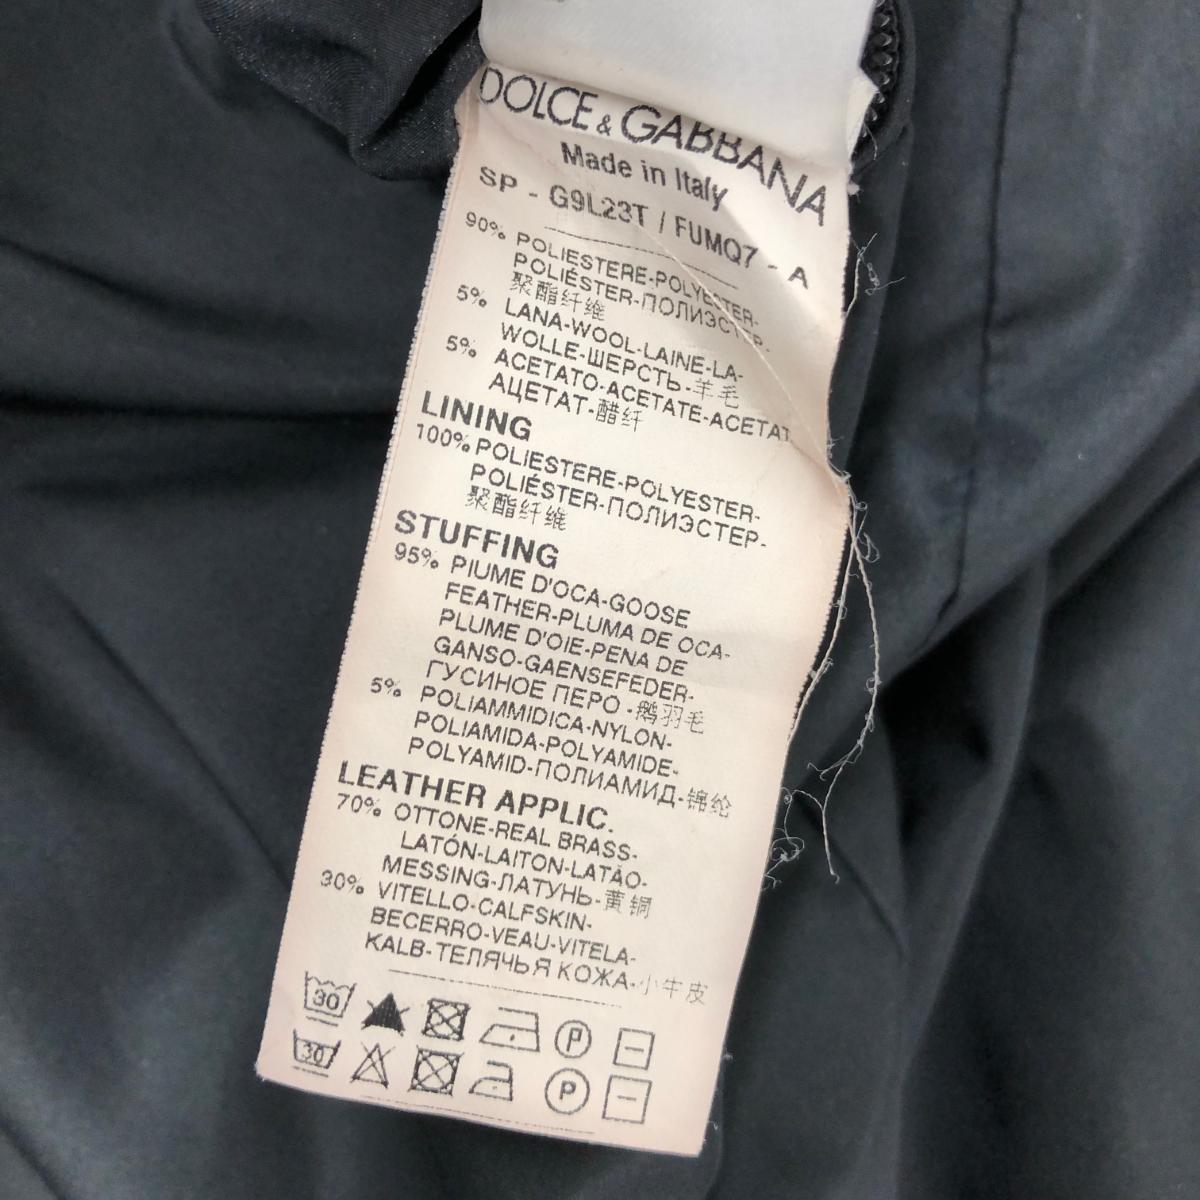 DOLCE & GABBANA
Made in Italy
SP - G9L23T / FUMQ7 - A
90% POLIESTERE-POLYESTER-
POLIÉSTER-ПОЛИЭСТЕР-
聚酯纤维
5% LANA-WOOL-LAINE-LA-
WOLLE-ШЕРСТЬ-羊毛
5% ACETATO-ACETATE-ACETAT
АЦЕТАТ-醋纤
LINING
100% POLIESTERE-POLYESTER-
POLIÉSTER-ПОЛИЭСТЕР-
聚酯纤维
STUFFING
95% PIUME D'OCA-GOOSE
FEATHER-PLUMA DE OCA-
PLUME D'OIE-PENA DE
GANSO-GAENSEFEDER-
ГУСИНОЕ ПЕРО -鹅羽毛
5% POLIAMMIDICA-NYLON-
POLIAMIDA-POLYAMIDE-
POLYAMID-ПОЛИАМИД-锦纶
LEATHER APPLIC.
70% OTTONE-REAL BRASS-
LATÓN-LAITON-LATÃO-
MESSING-ЛАТУНЬ-黄铜
30% VITELLO-CALFSKIN-
BECERRO-VEAU-VITELA-
KALB-ТЕЛЯЧЬЯ КОЖА-小牛皮
30 P
30 P